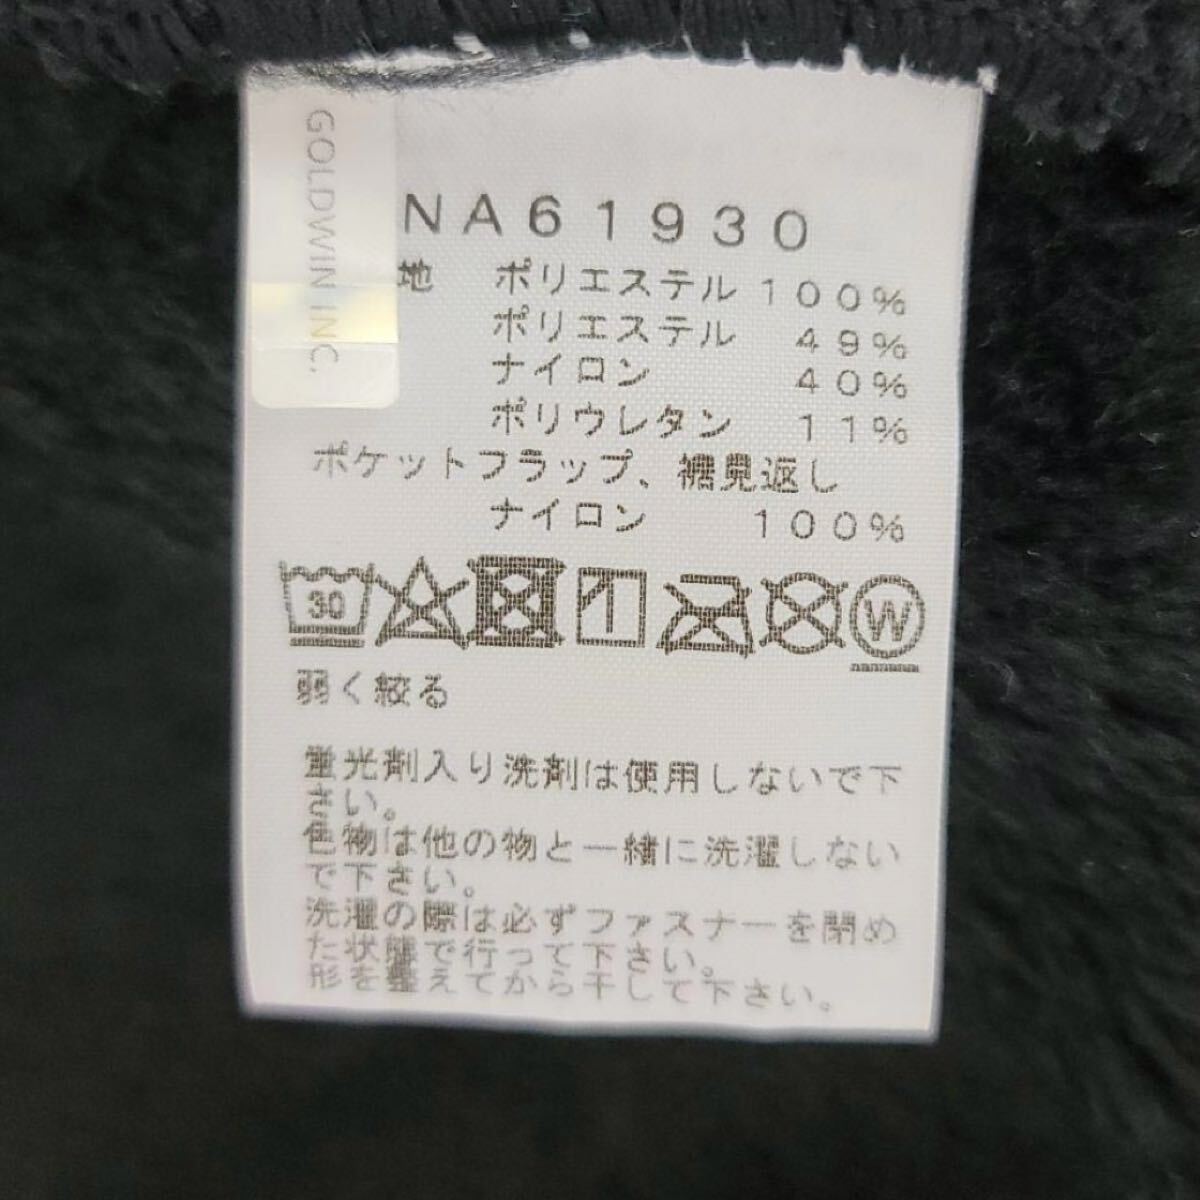 GOLDWIN INC.
NA61930
地 ポリエステル 100%
ポリエステル 49%
ナイロン 40%
ポリウレタン 11%
ポケットフラップ、裾見返し
ナイロン 100%
30
W
弱く絞る
蛍光剤入り洗剤は使用しないで下
さい。
色物は他の物と一緒に洗濯しない
で下さい。
洗濯の際は必ずファスナーを閉め
た状態で行って下さい。
形を整えてから干して下さい。